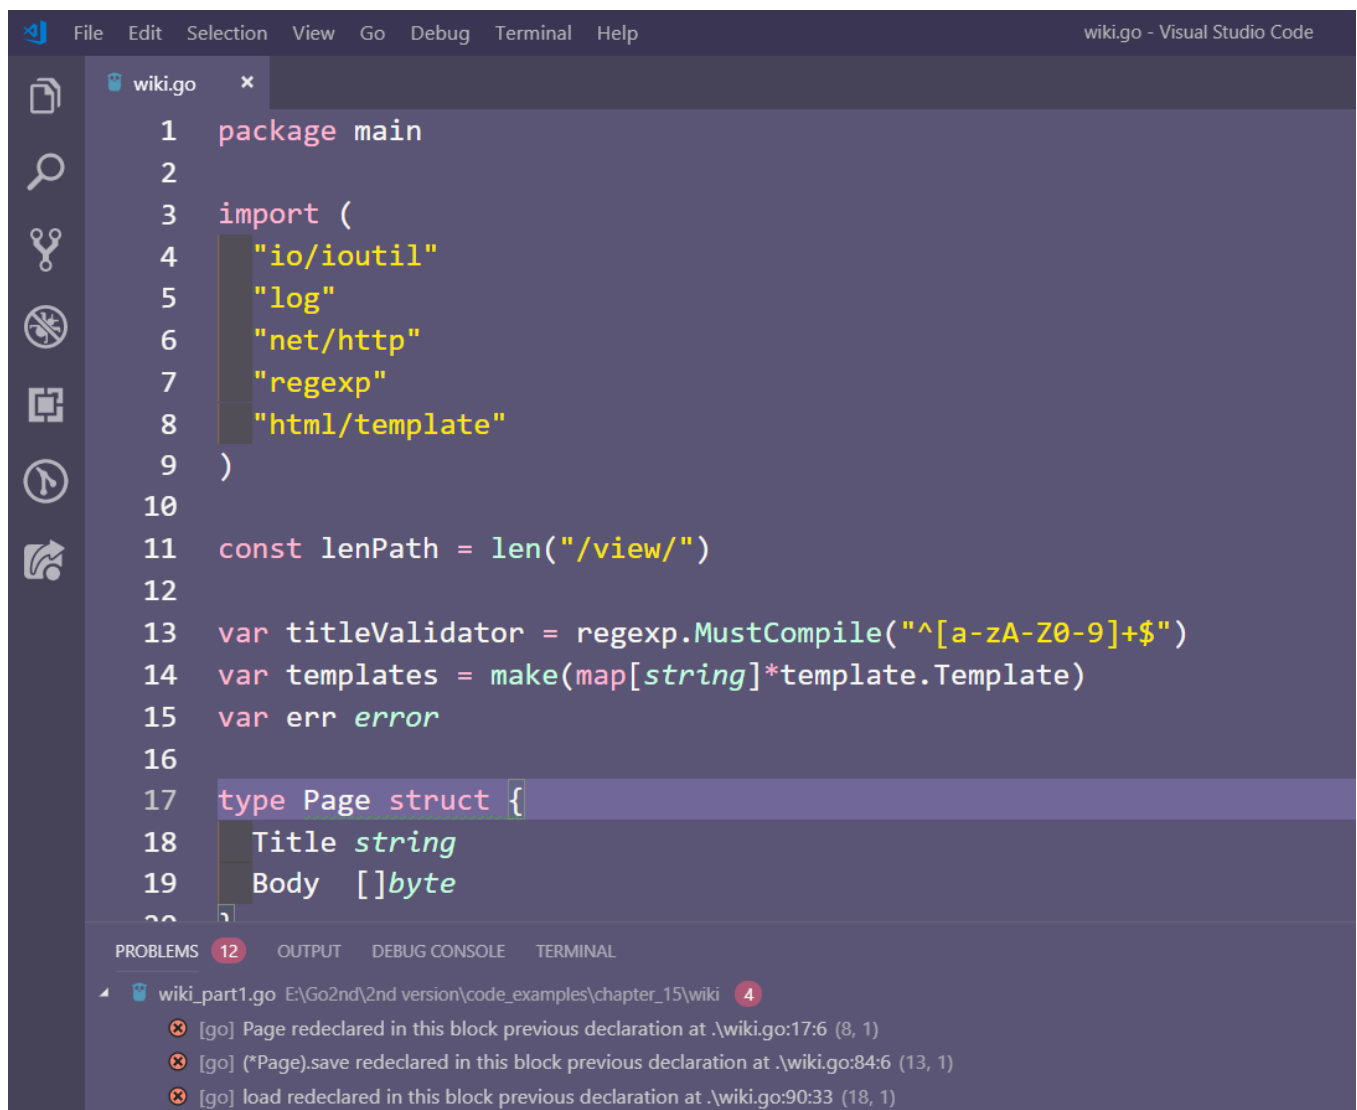 File Edit Selection View Go Debug Terminal Help wiki.go - Visual Studio Code
wiki.go ×
1 package main
2
3 import (
4 "io/ioutil"
5 "log"
6 "net/http"
7 "regexp"
8 "html/template"
9 )
10
11 const lenPath = len("/view/")
12
13 var titleValidator = regexp.MustCompile("^[a-zA-Z0-9]+$")
14 var templates = make(map[string]*template.Template)
15 var err error
16
17 type Page struct {
18 Title string
19 Body []byte
20 }
PROBLEMS 12 OUTPUT DEBUG CONSOLE TERMINAL
wiki_part1.go E:\Go2nd\2nd version\code_examples\chapter_15\wiki 4
[go] Page redeclared in this block previous declaration at .\wiki.go:17:6 (8, 1)
[go] (*Page).save redeclared in this block previous declaration at .\wiki.go:84:6 (13, 1)
[go] load redeclared in this block previous declaration at .\wiki.go:90:33 (18, 1)